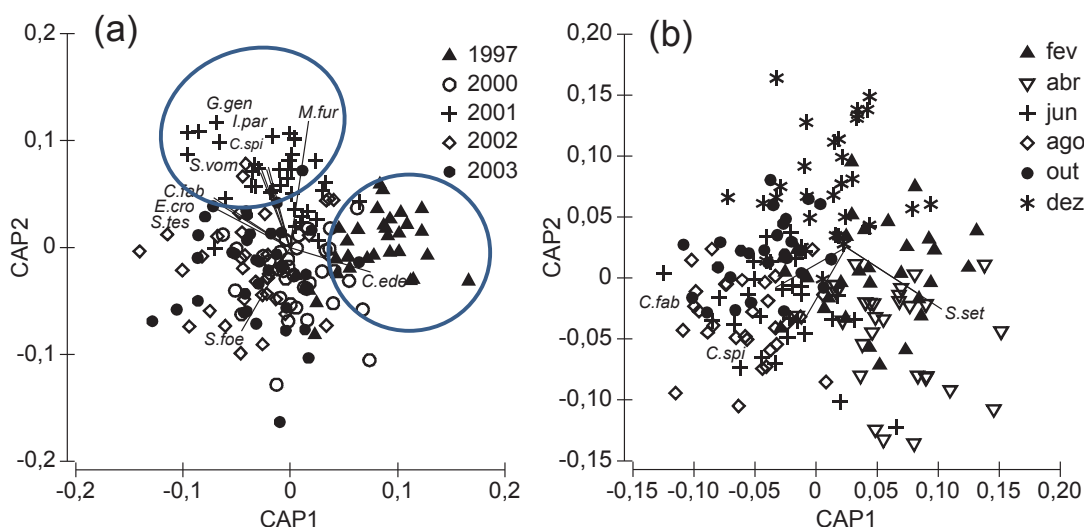 (a)
1997
2000
2001
2002
2003
G.gen
I.par
M.fur
C.spi
S.vom
C.fab
E.cro
S.tes
C.ede
S.foe
0,2
0,1
0
-0,1
-0,2
CAP2
-0,2
-0,1
0
0,1
0,2
CAP1
(b)
fev
abr
jun
ago
out
dez
C.fab
C.spi
S.set
0,20
0,15
0,10
0,05
0
-0,05
-0,10
-0,15
CAP2
-0,15
-0,10
-0,05
0
0,05
0,10
0,15
0,20
CAP1